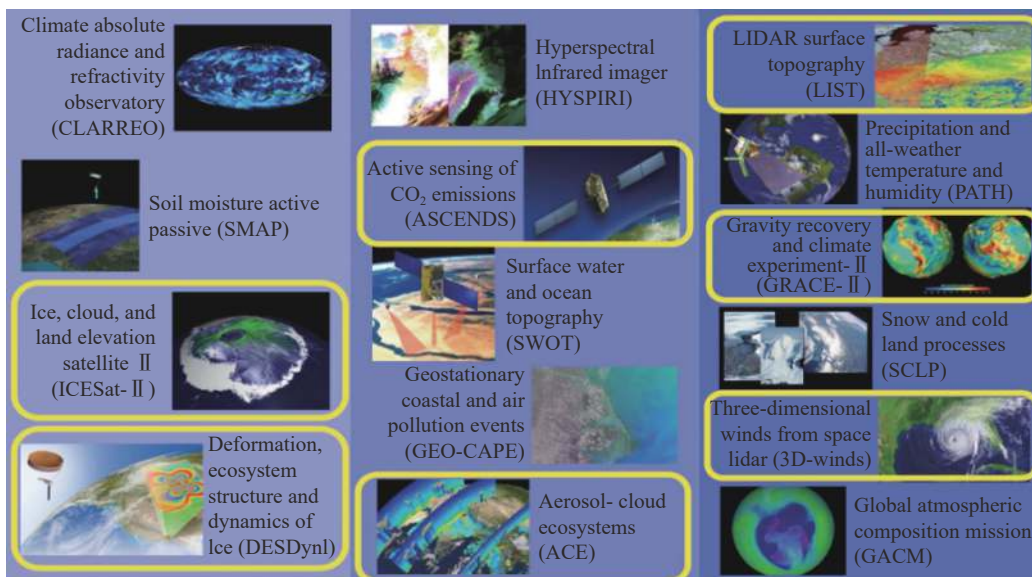 Climate absolute
radiance and
refractivity
observatory
(CLARREO)
Soil moisture active
passive (SMAP)
Ice, cloud, and
land elevation
satellite Ⅱ
(ICESat-Ⅱ)
Deformation,
ecosystem
structure and
dynamics of
lce (DESDynl)
Hyperspectral
lnfrared imager
(HYSPIRI)
Active sensing of
CO₂ emissions
(ASCENDS)
Surface water
and ocean
topography
(SWOT)
Geostationary
coastal and air
pollution events
(GEO-CAPE)
Aerosol- cloud
ecosystems
(ACE)
LIDAR surface
topography
(LIST)
Precipitation and
all-weather
temperature and
humidity (PATH)
Gravity recovery
and climate
experiment-Ⅱ
(GRACE-Ⅱ)
Snow and cold
land processes
(SCLP)
Three-dimensional
winds from space
lidar (3D-winds)
Global atmospheric
composition mission
(GACM)